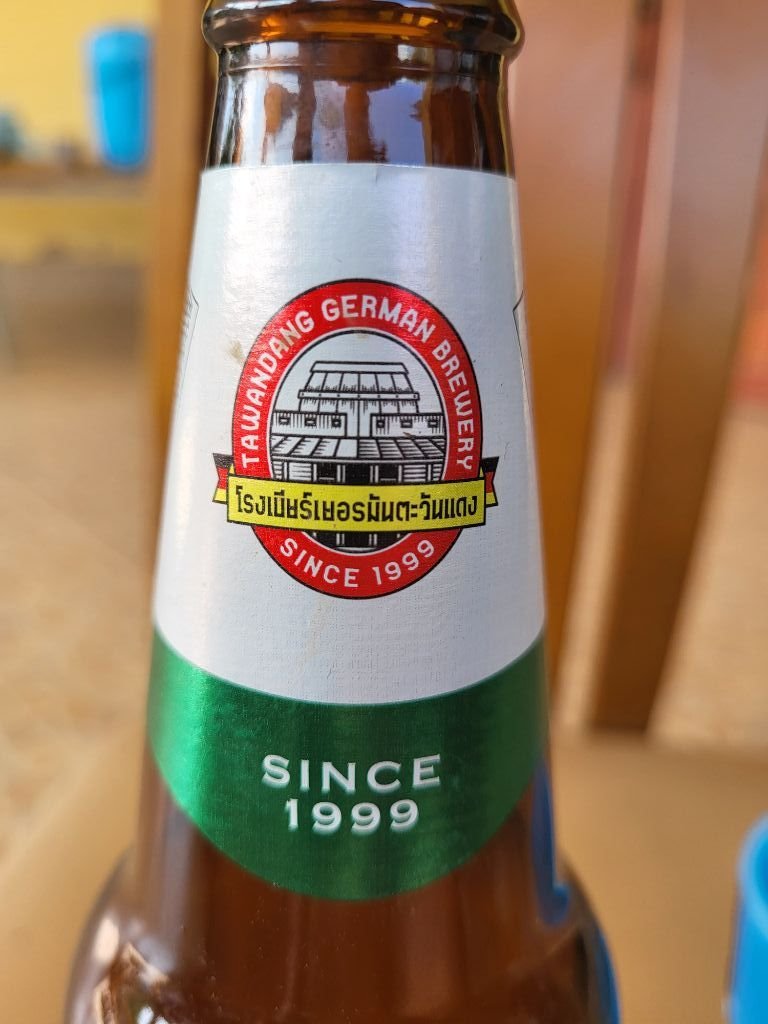 TAWANDANG GERMAN BREWERY
โรงเบียร์เยอรมันตะวันแดง
SINCE 1999
SINCE
1999